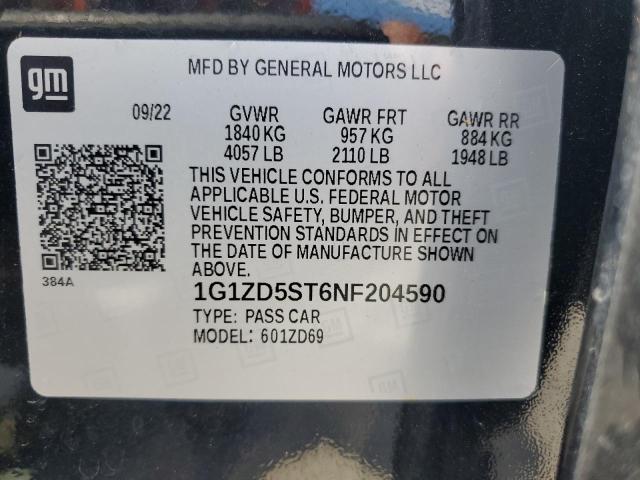 gm
MFD BY GENERAL MOTORS LLC
09/22 GVWR GAWR FRT GAWR RR
1840 KG 957 KG 884 KG
4057 LB 2110 LB 1948 LB
THIS VEHICLE CONFORMS TO ALL
APPLICABLE U.S. FEDERAL MOTOR
VEHICLE SAFETY, BUMPER, AND THEFT
PREVENTION STANDARDS IN EFFECT ON
THE DATE OF MANUFACTURE SHOWN
ABOVE.
384A
1G1ZD5ST6NF204590
TYPE: PASS CAR
MODEL: 601ZD69